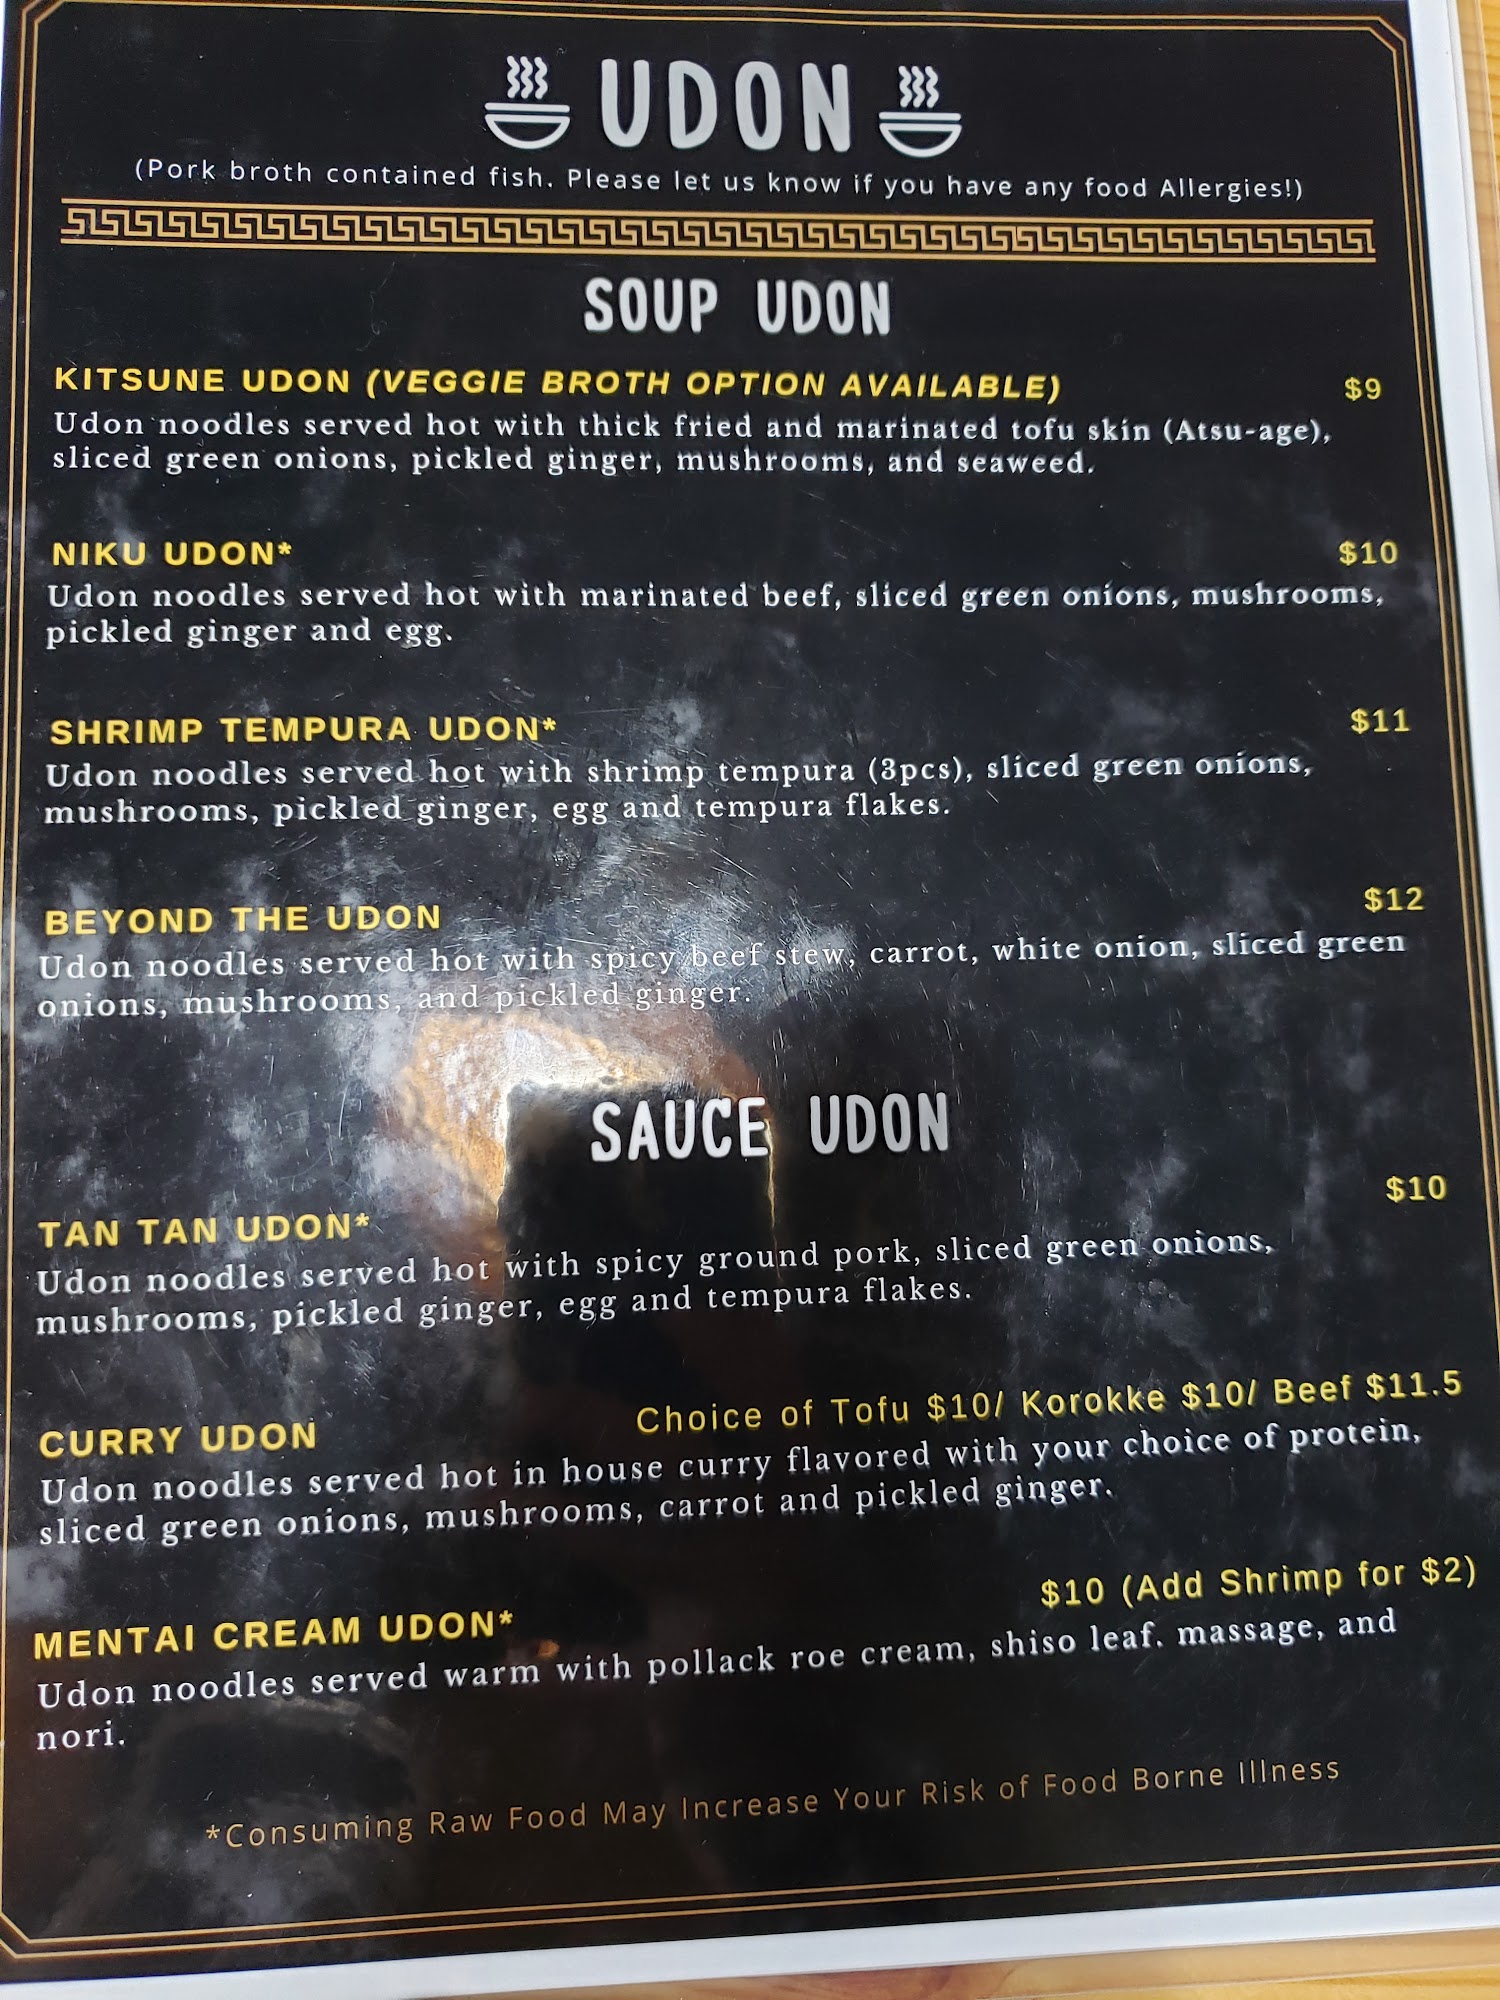 UDON
(Pork broth contained fish. Please let us know if you have any food Allergies!)
SOUP UDON
KITSUNE UDON (VEGGIE BROTH OPTION AVAILABLE) $9
Udon noodles served hot with thick fried and marinated tofu skin (Atsu-age),
sliced green onions, pickled ginger, mushrooms, and seaweed.
NIKU UDON* $10
Udon noodles served hot with marinated beef, sliced green onions, mushrooms,
pickled ginger and egg.
SHRIMP TEMPURA UDON* $11
Udon noodles served hot with shrimp tempura (3pcs), sliced green onions,
mushrooms, pickled ginger, egg and tempura flakes.
BEYOND THE UDON $12
Udon noodles served hot with spicy beef stew, carrot, white onion, sliced green
onions, mushrooms, and pickled ginger.
SAUCE UDON
TAN TAN UDON* $10
Udon noodles served hot with spicy ground pork, sliced green onions,
mushrooms, pickled ginger, egg and tempura flakes.
CURRY UDON Choice of Tofu $10/ Korokke $10/ Beef $11.5
Udon noodles served hot in house curry flavored with your choice of protein,
sliced green onions, mushrooms, carrot and pickled ginger.
MENTAI CREAM UDON* $10 (Add Shrimp for $2)
Udon noodles served warm with pollack roe cream, shiso leaf. massage, and
nori.
*Consuming Raw Food May Increase Your Risk of Food Borne Illness